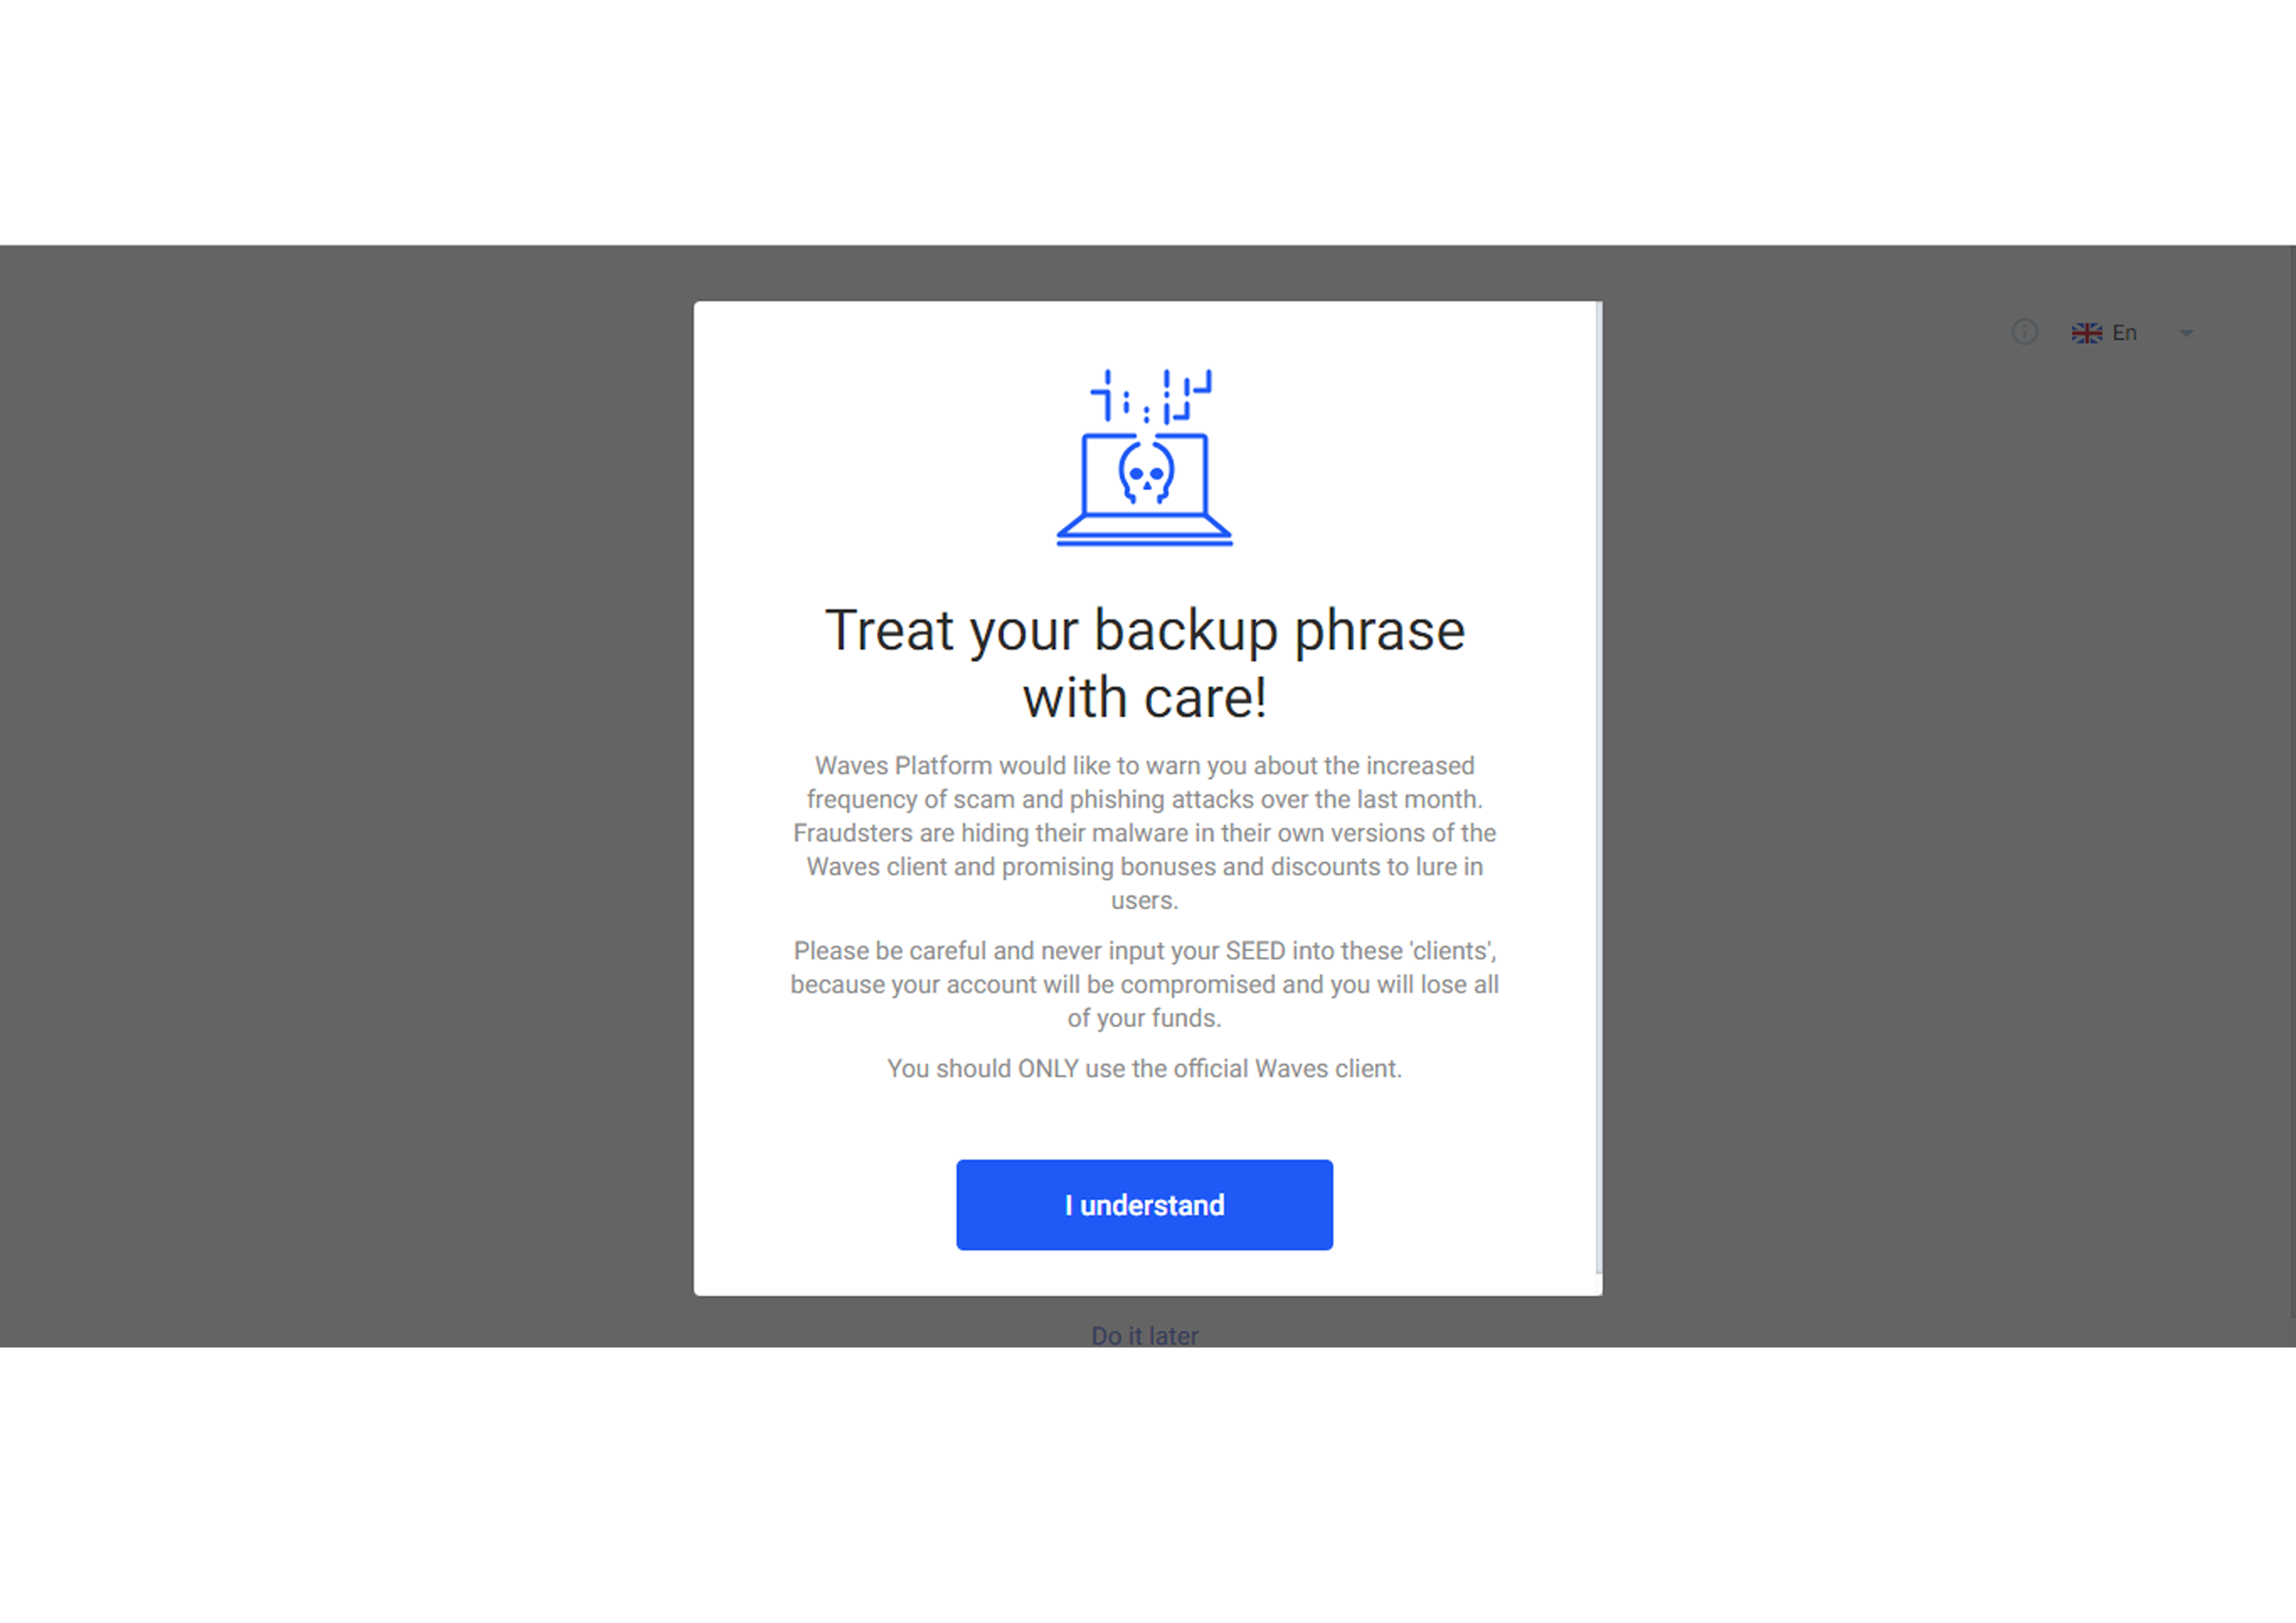 En
Treat your backup phrase
with care!
Waves Platform would like to warn you about the increased
frequency of scam and phishing attacks over the last month.
Fraudsters are hiding their malware in their own versions of the
Waves client and promising bonuses and discounts to lure in
users.
Please be careful and never input your SEED into these 'clients',
because your account will be compromised and you will lose all
of your funds.
You should ONLY use the official Waves client.
I understand
Do it later